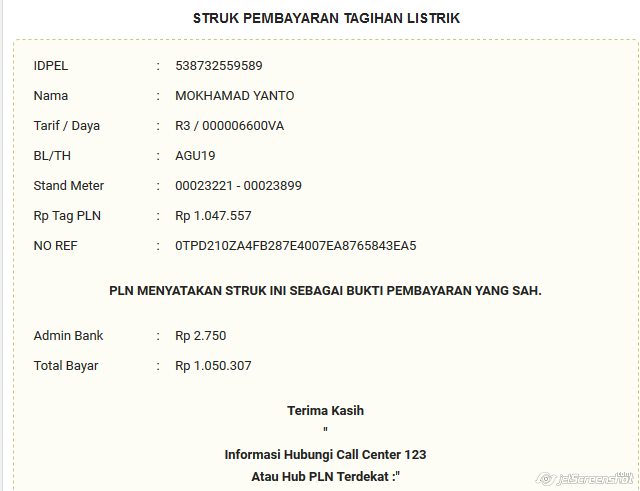 STRUK PEMBAYARAN TAGIHAN LISTRIK
IDPEL : 538732559589
Nama : MOKHAMAD YANTO
Tarif / Daya : R3 / 000006600VA
BL/TH : AGU19
Stand Meter : 00023221 - 00023899
Rp Tag PLN : Rp 1.047.557
NO REF : 0TPD210ZA4FB287E4007EA8765843EA5
PLN MENYATAKAN STRUK INI SEBAGAI BUKTI PEMBAYARAN YANG SAH.
Admin Bank : Rp 2.750
Total Bayar : Rp 1.050.307
Terima Kasih
"
Informasi Hubungi Call Center 123
Atau Hub PLN Terdekat :"
jetScreenshot